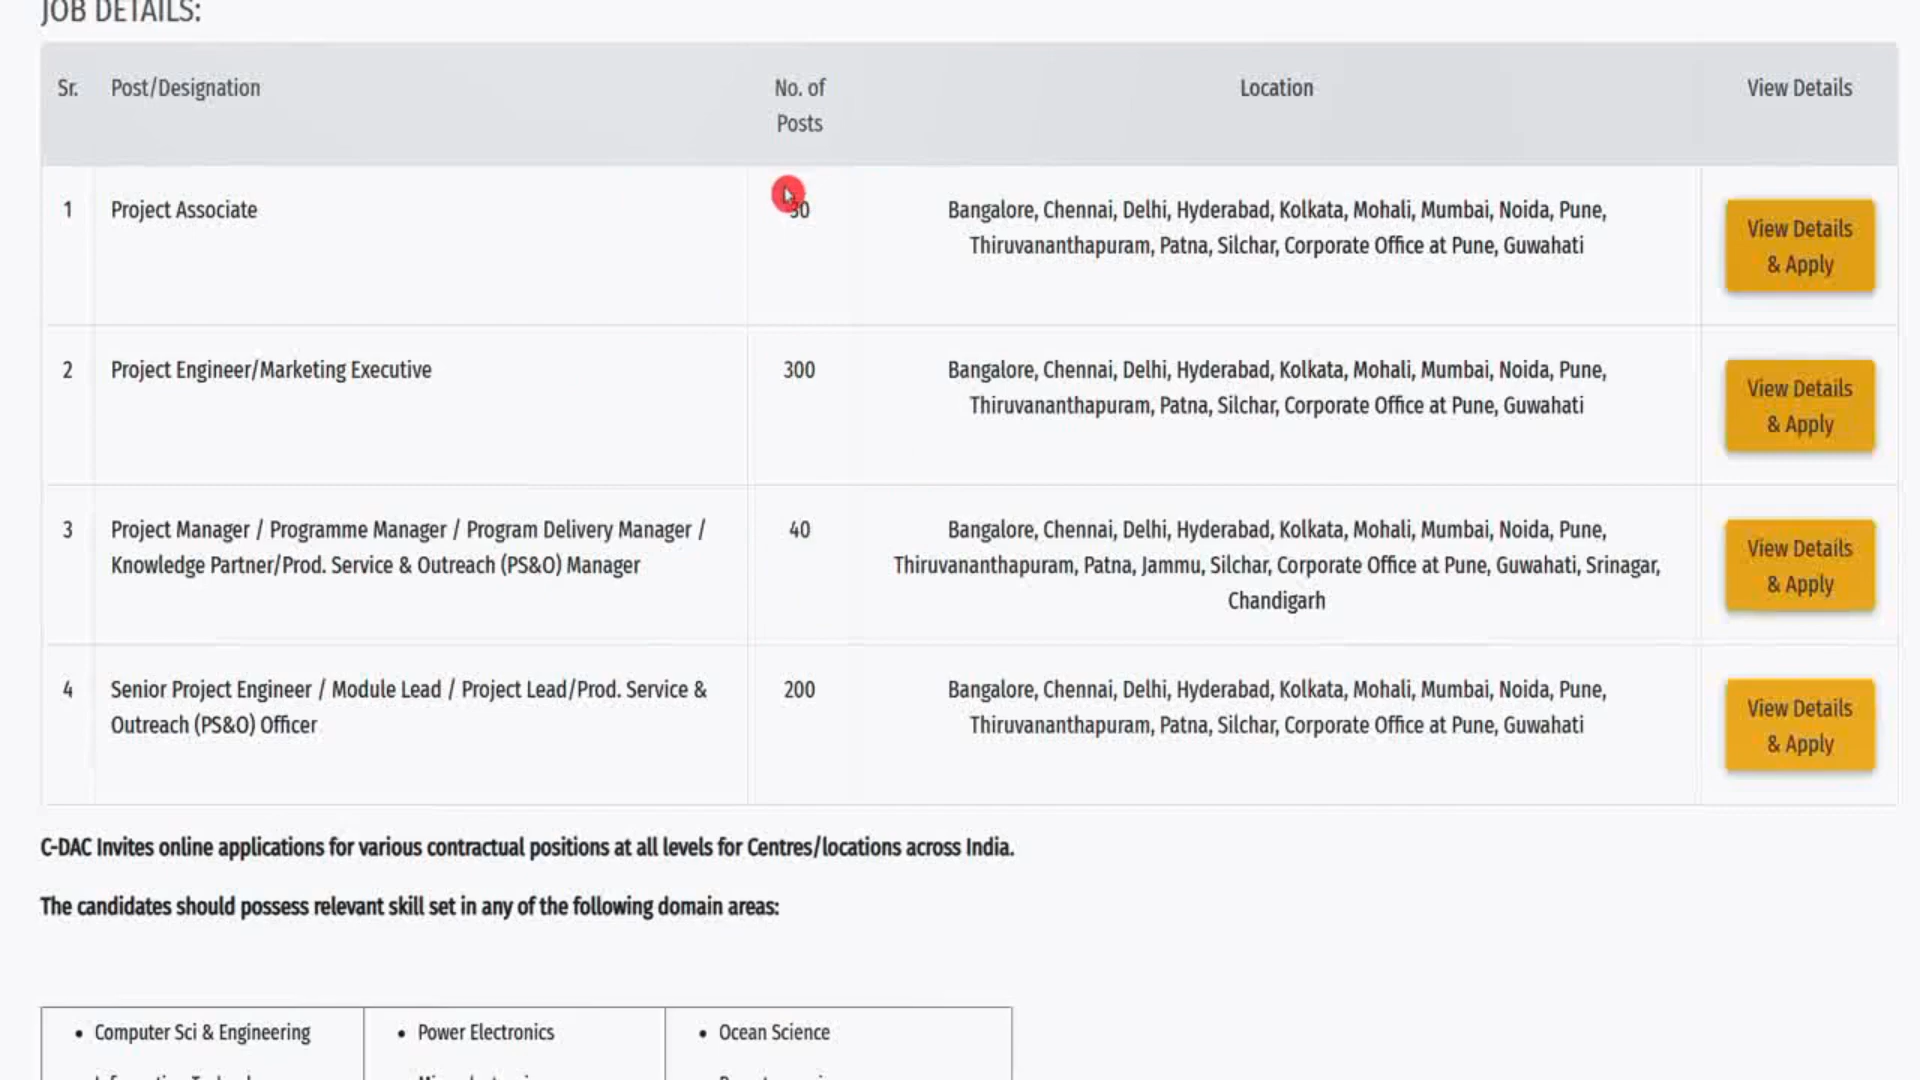 JOB DETAILS:
Sr. Post/Designation No. of Posts Location View Details
1 Project Associate 30 Bangalore, Chennai, Delhi, Hyderabad, Kolkata, Mohali, Mumbai, Noida, Pune,
Thiruvananthapuram, Patna, Silchar, Corporate Office at Pune, Guwahati
View Details
& Apply
2 Project Engineer/Marketing Executive 300 Bangalore, Chennai, Delhi, Hyderabad, Kolkata, Mohali, Mumbai, Noida, Pune,
Thiruvananthapuram, Patna, Silchar, Corporate Office at Pune, Guwahati
View Details
& Apply
3 Project Manager / Programme Manager / Program Delivery Manager /
Knowledge Partner/Prod. Service & Outreach (PS&O) Manager
40
Bangalore, Chennai, Delhi, Hyderabad, Kolkata, Mohali, Mumbai, Noida, Pune,
Thiruvananthapuram, Patna, Jammu, Silchar, Corporate Office at Pune, Guwahati, Srinagar,
Chandigarh
View Details
& Apply
4 Senior Project Engineer / Module Lead / Project Lead/Prod. Service &
Outreach (PS&O) Officer
200
Bangalore, Chennai, Delhi, Hyderabad, Kolkata, Mohali, Mumbai, Noida, Pune,
Thiruvananthapuram, Patna, Silchar, Corporate Office at Pune, Guwahati
View Details
& Apply
C-DAC Invites online applications for various contractual positions at all levels for Centres/locations across India.
The candidates should possess relevant skill set in any of the following domain areas:
• Computer Sci & Engineering
• Power Electronics
• Ocean Science